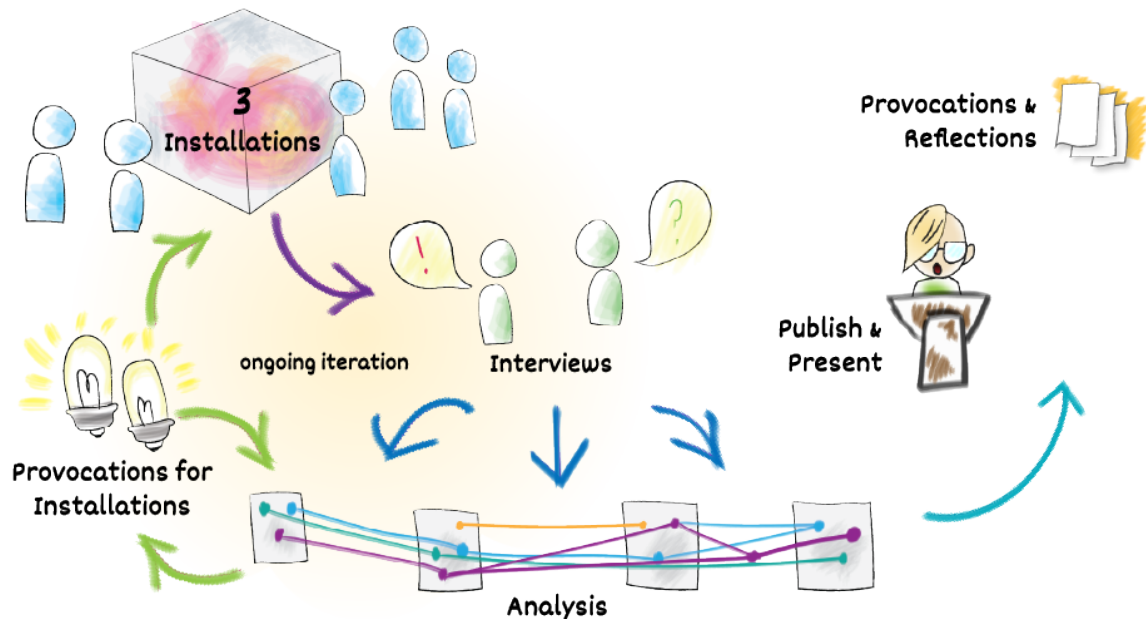 3
Installations
Provocations &
Reflections
!
?
Publish &
Present
ongoing iteration
Interviews
Provocations for
Installations
Analysis